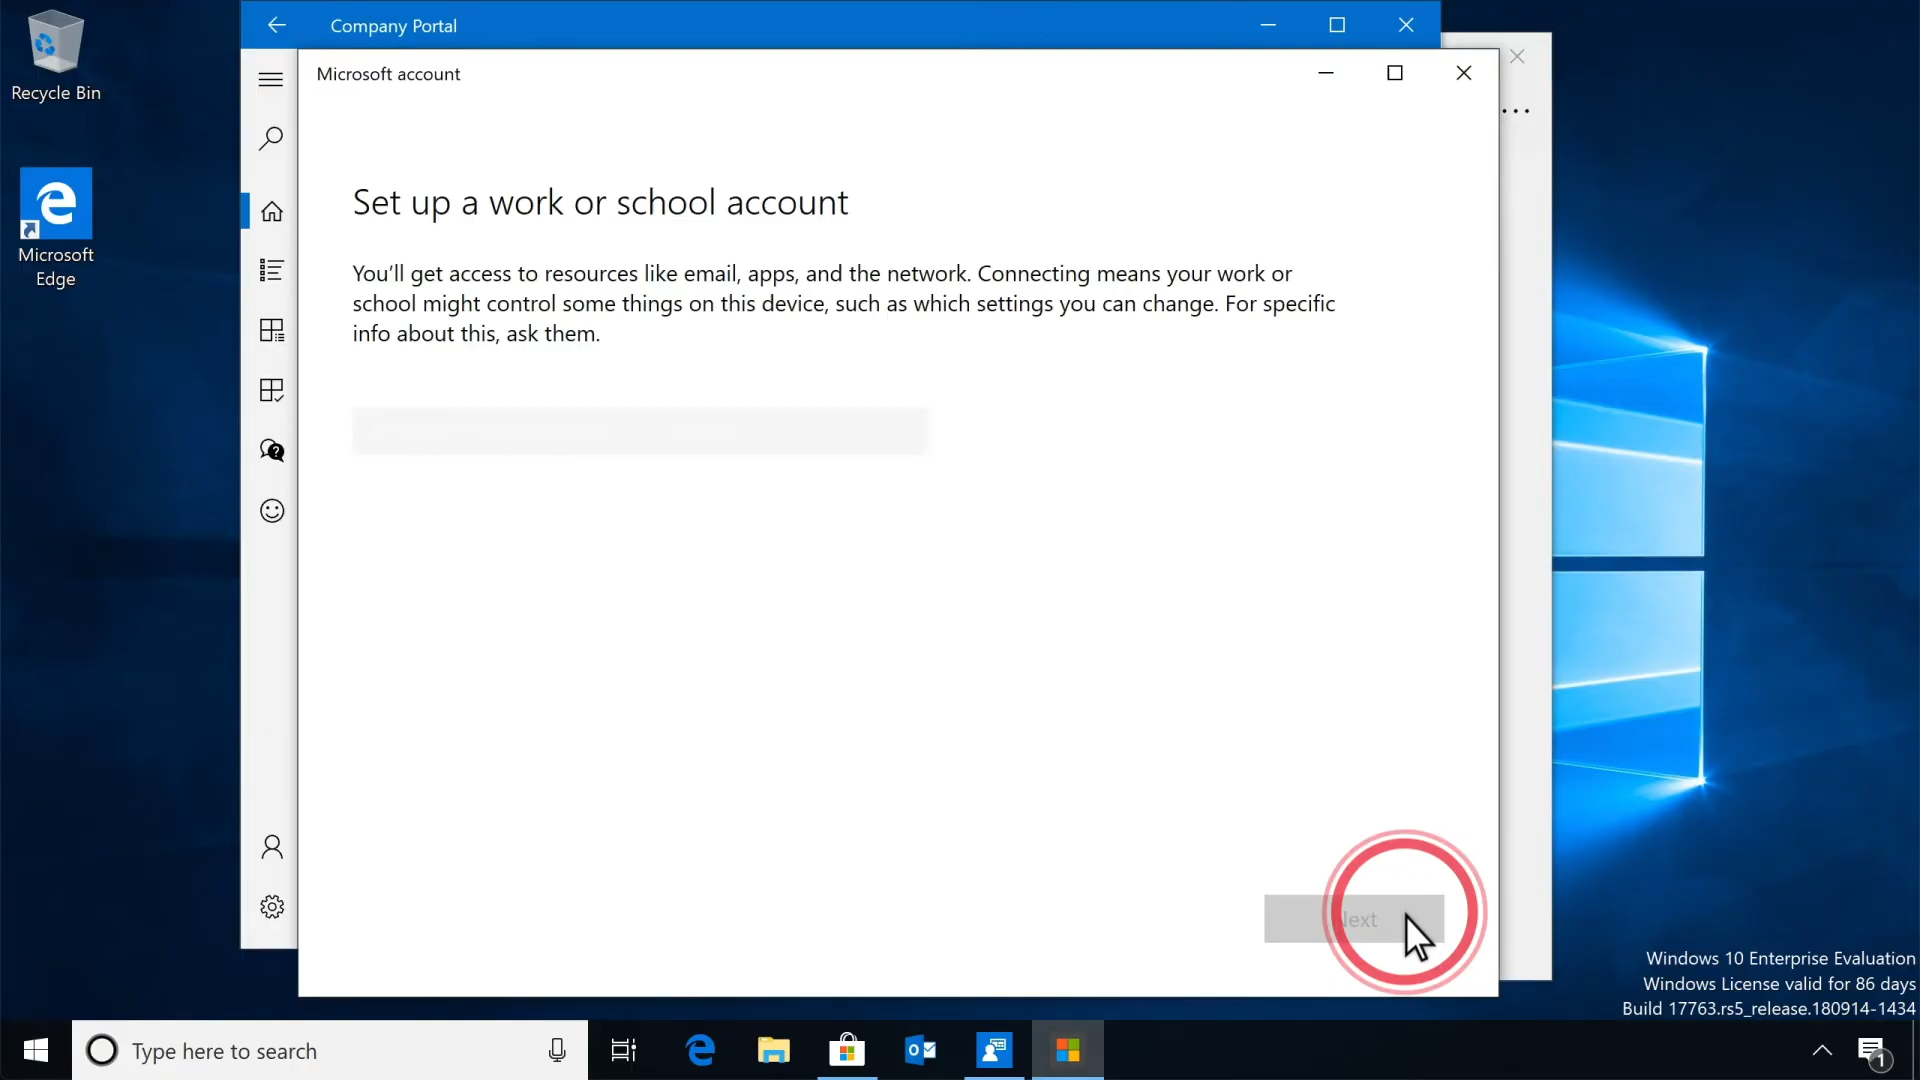 Recycle Bin
Microsoft
Edge
Company Portal
Microsoft account
Set up a work or school account
You'll get access to resources like email, apps, and the network. Connecting means your work or
school might control some things on this device, such as which settings you can change. For specific
info about this, ask them.
Next
Windows 10 Enterprise Evaluation
Windows License valid for 86 days
Build 17763.rs5_release.180914-1434
Type here to search
1